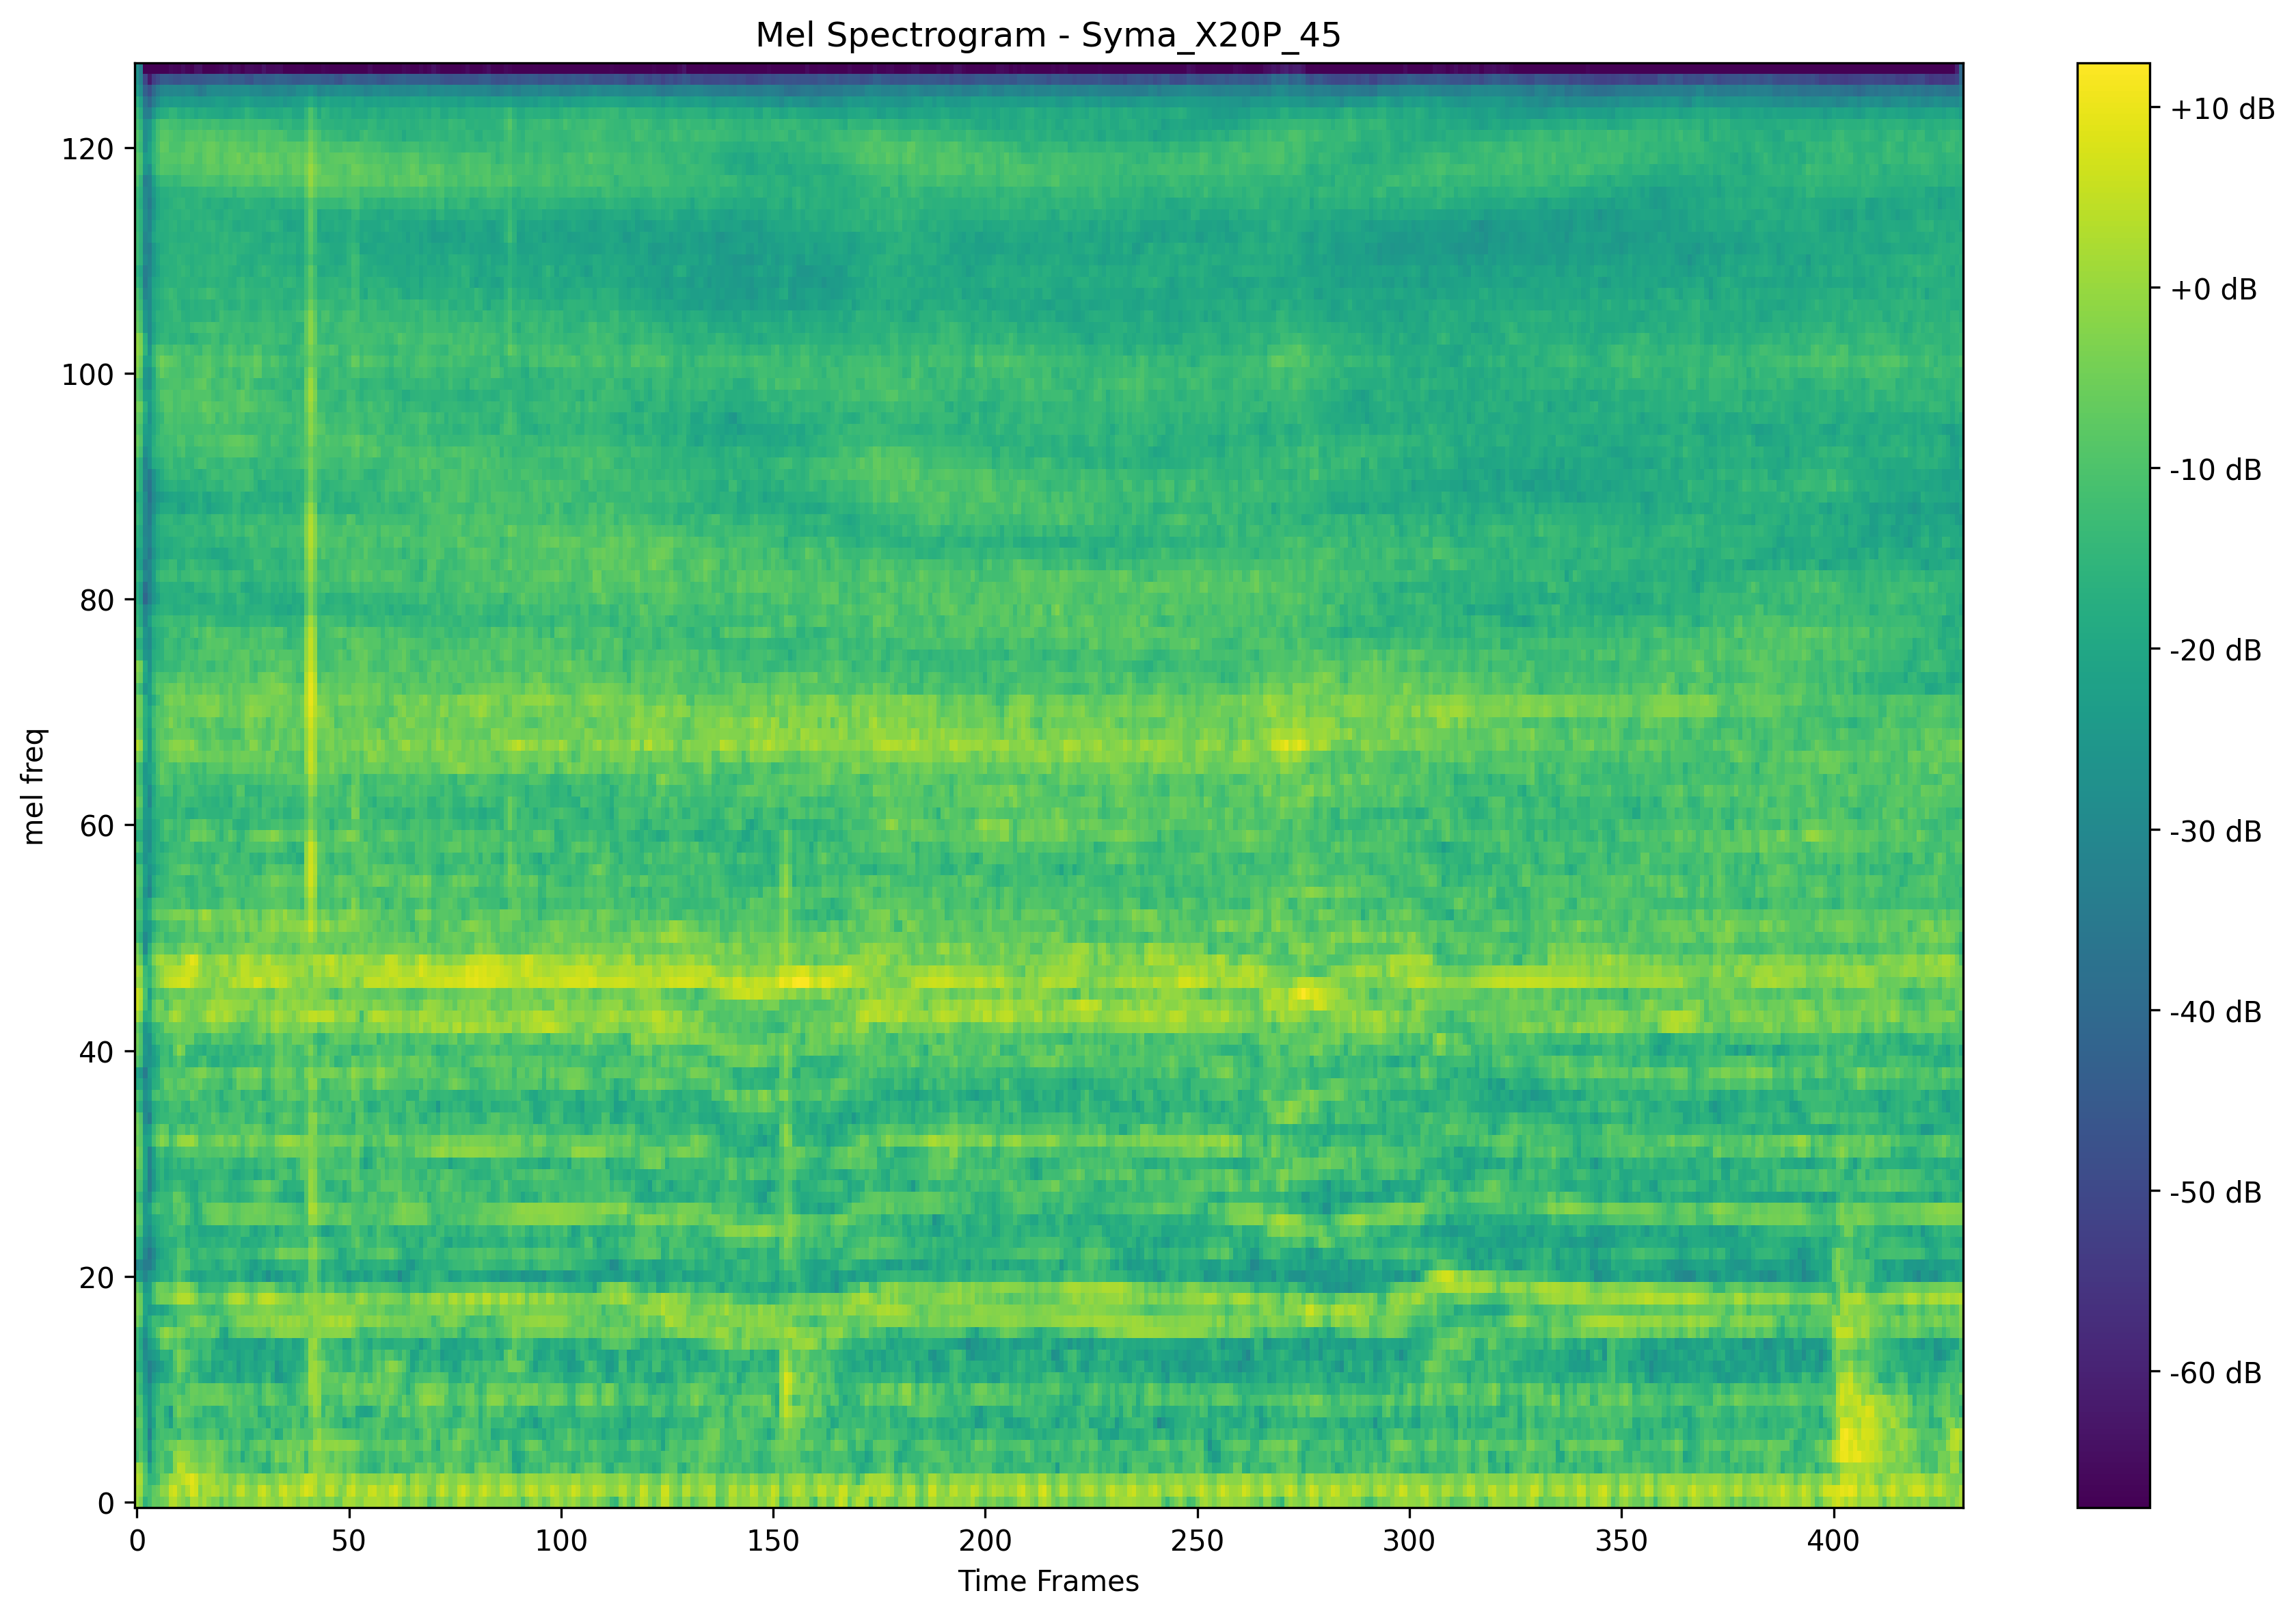 Mel Spectrogram - Syma_X20P_45
mel freq
120
100
80
60
40
20
0
0 50 100 150 200 250 300 350 400
Time Frames
+10 dB
+0 dB
-10 dB
-20 dB
-30 dB
-40 dB
-50 dB
-60 dB